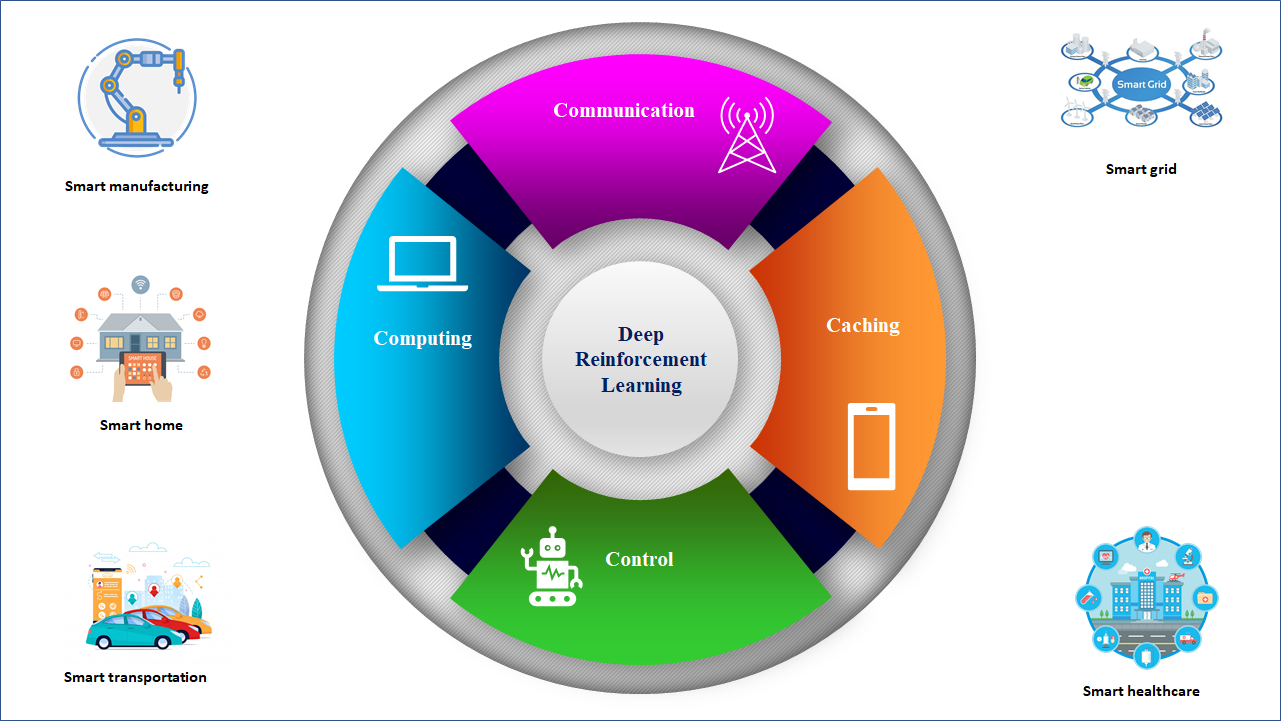 Communication
Smart Grid
Smart grid
Smart manufacturing
Caching
Computing
Deep
Reinforcement
Learning
SMART HOUSE
Smart home
Control
HOSPITAL
Smart transportation
Smart healthcare